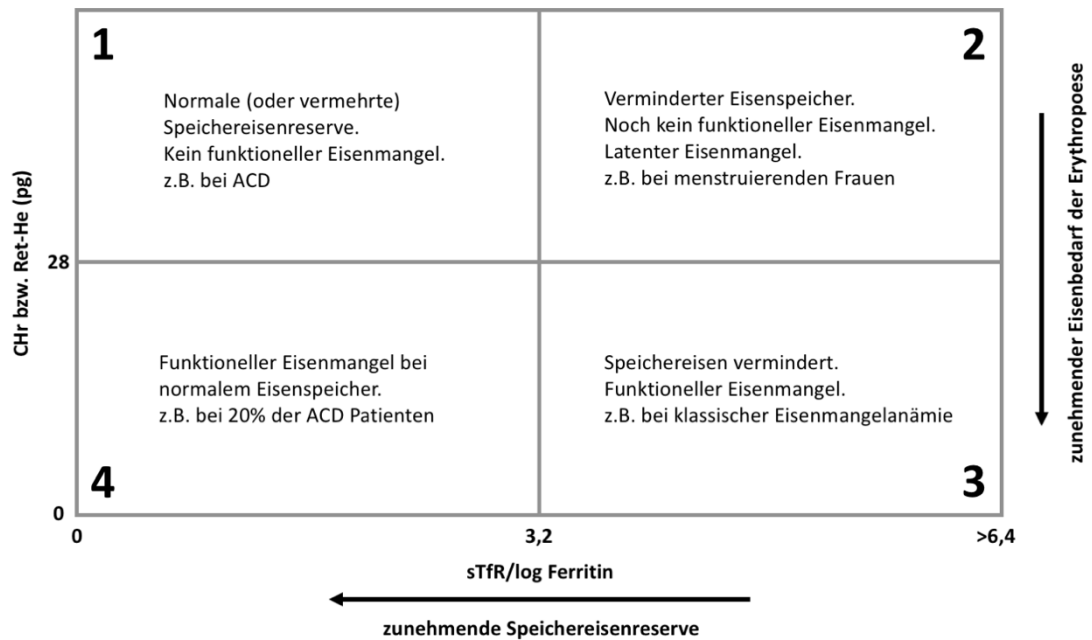 1
Normale (oder vermehrte)
Speichereisenreserve.
Kein funktioneller Eisenmangel.
z.B. bei ACD
2
Verminderter Eisenspeicher.
Noch kein funktioneller Eisenmangel.
Latenter Eisenmangel.
z.B. bei menstruierenden Frauen
CHr bzw. Ret-He (pg)
28
0
zunehmender Eisenbedarf der Erythropoese
Funktioneller Eisenmangel bei
normalem Eisenspeicher.
z.B. bei 20% der ACD Patienten
4
Speichereisen vermindert.
Funktioneller Eisenmangel.
z.B. bei klassischer Eisenmangelanämie
3
0
3,2
>6,4
sTfR/log Ferritin
zunehmende Speichereisenreserve